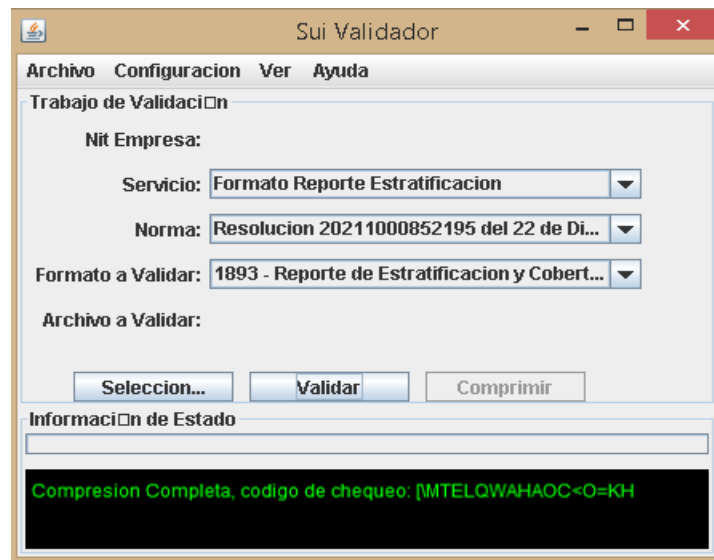 Sui Validador
Archivo Configuracion Ver Ayuda
Trabajo de Validaci□n
Nit Empresa:
Servicio: Formato Reporte Estratificacion
Norma: Resolucion 20211000852195 del 22 de Di...
Formato a Validar: 1893 - Reporte de Estratificacion y Cobert...
Archivo a Validar:
Seleccion... Validar Comprimir
Informaci□n de Estado
Compresion Completa, codigo de chequeo: [\MTELQWAHAOC<O=KH